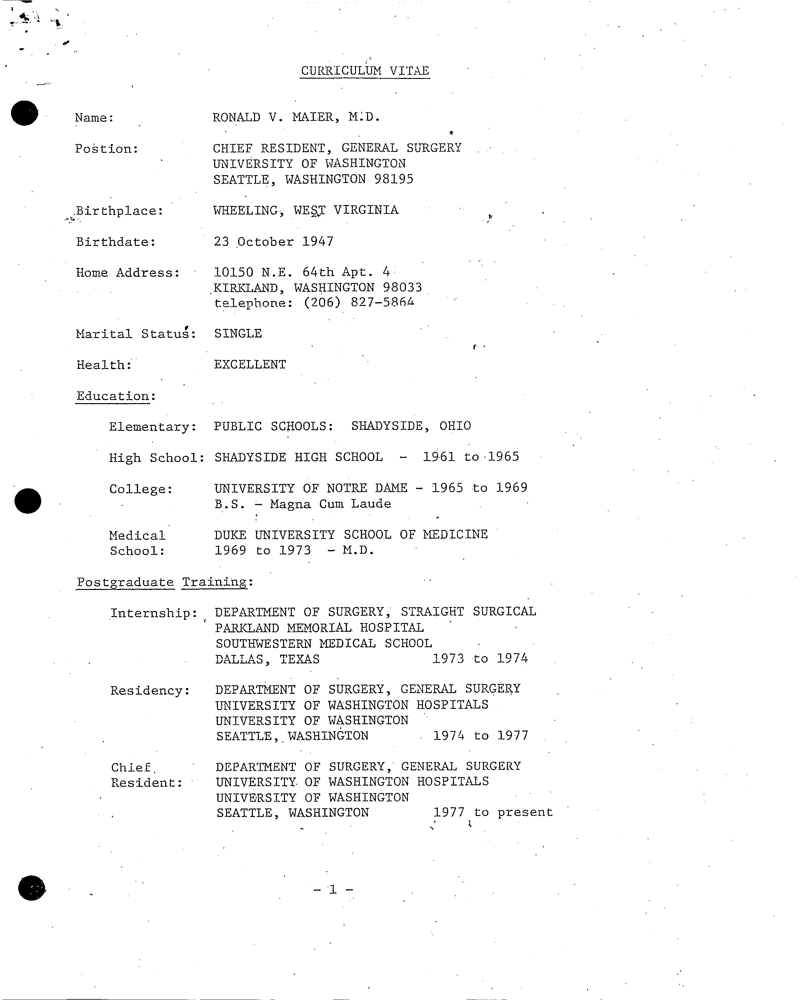 CURRICULUM VITAE
Name: RONALD V. MAIER, M.D.
Postion: CHIEF RESIDENT, GENERAL SURGERY
UNIVERSITY OF WASHINGTON
SEATTLE, WASHINGTON 98195
Birthplace: WHEELING, WEST VIRGINIA
Birthdate: 23 October 1947
Home Address: 10150 N.E. 64th Apt. 4
KIRKLAND, WASHINGTON 98033
telephone: (206) 827-5864
Marital Status: SINGLE
Health: EXCELLENT
Education:
Elementary: PUBLIC SCHOOLS: SHADYSIDE, OHIO
High School: SHADYSIDE HIGH SCHOOL - 1961 to 1965
College: UNIVERSITY OF NOTRE DAME - 1965 to 1969
B.S. - Magna Cum Laude
Medical DUKE UNIVERSITY SCHOOL OF MEDICINE
School: 1969 to 1973 - M.D.
Postgraduate Training:
Internship: DEPARTMENT OF SURGERY, STRAIGHT SURGICAL
PARKLAND MEMORIAL HOSPITAL
SOUTHWESTERN MEDICAL SCHOOL
DALLAS, TEXAS 1973 to 1974
Residency: DEPARTMENT OF SURGERY, GENERAL SURGERY
UNIVERSITY OF WASHINGTON HOSPITALS
UNIVERSITY OF WASHINGTON
SEATTLE, WASHINGTON 1974 to 1977
Chief DEPARTMENT OF SURGERY, GENERAL SURGERY
Resident: UNIVERSITY OF WASHINGTON HOSPITALS
UNIVERSITY OF WASHINGTON
SEATTLE, WASHINGTON 1977 to present
- 1 -